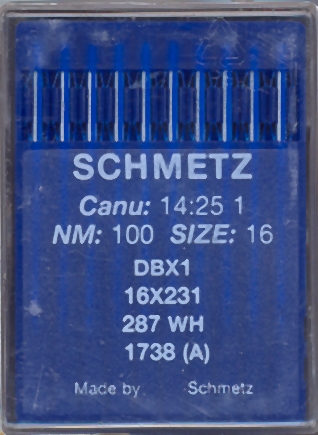 SCHMETZ
Canu: 14:25 1
NM: 100 SIZE: 16
DBX1
16X231
287 WH
1738 (A)
Made by Schmetz